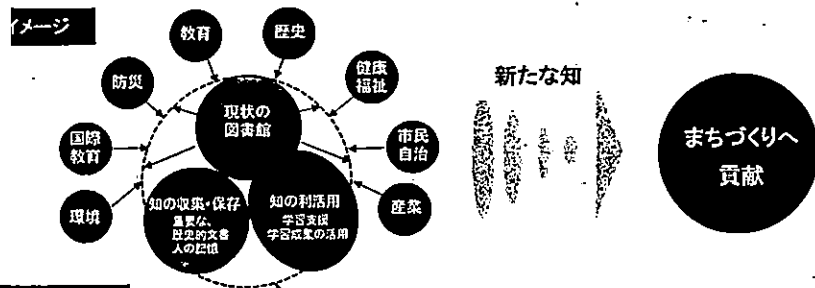 イメージ
教育
歴史
防災
健康
福祉
現状の
図書館
新たな知
国際
教育
市民
自治
まちづくりへ
貢献
環境
知の収集・保存
重要な、
歴史的文書
人の記憶
知の利活用
学習支援
学習成果の活用
産業